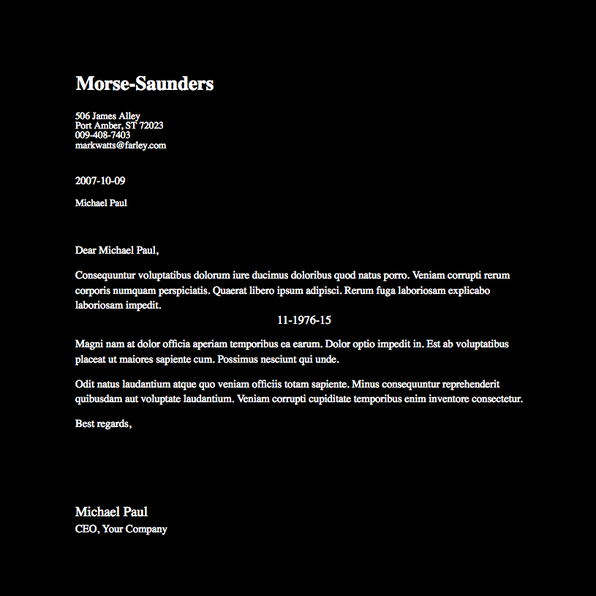 Morse-Saunders
506 James Alley
Port Amber, ST 72023
009-408-7403
markwatts@farley.com
2007-10-09
Michael Paul
Dear Michael Paul,
Consequuntur voluptatibus dolorum iure ducimus doloribus quod natus porro. Veniam corrupti rerum
corporis numquam perspiciatis. Quaerat libero ipsum adipisci. Rerum fuga laboriosam explicabo
laboriosam impedit.
11-1976-15
Magni nam at dolor officia aperiam temporibus ea earum. Dolor optio impedit in. Est ab voluptatibus
placeat ut maiores sapiente cum. Possimus nesciunt qui unde.
Odit natus laudantium atque quo veniam officiis totam sapiente. Minus consequuntur reprehenderit
quibusdam aut voluptate laudantium. Veniam corrupti cupiditate temporibus enim inventore consectetur.
Best regards,
Michael Paul
CEO, Your Company